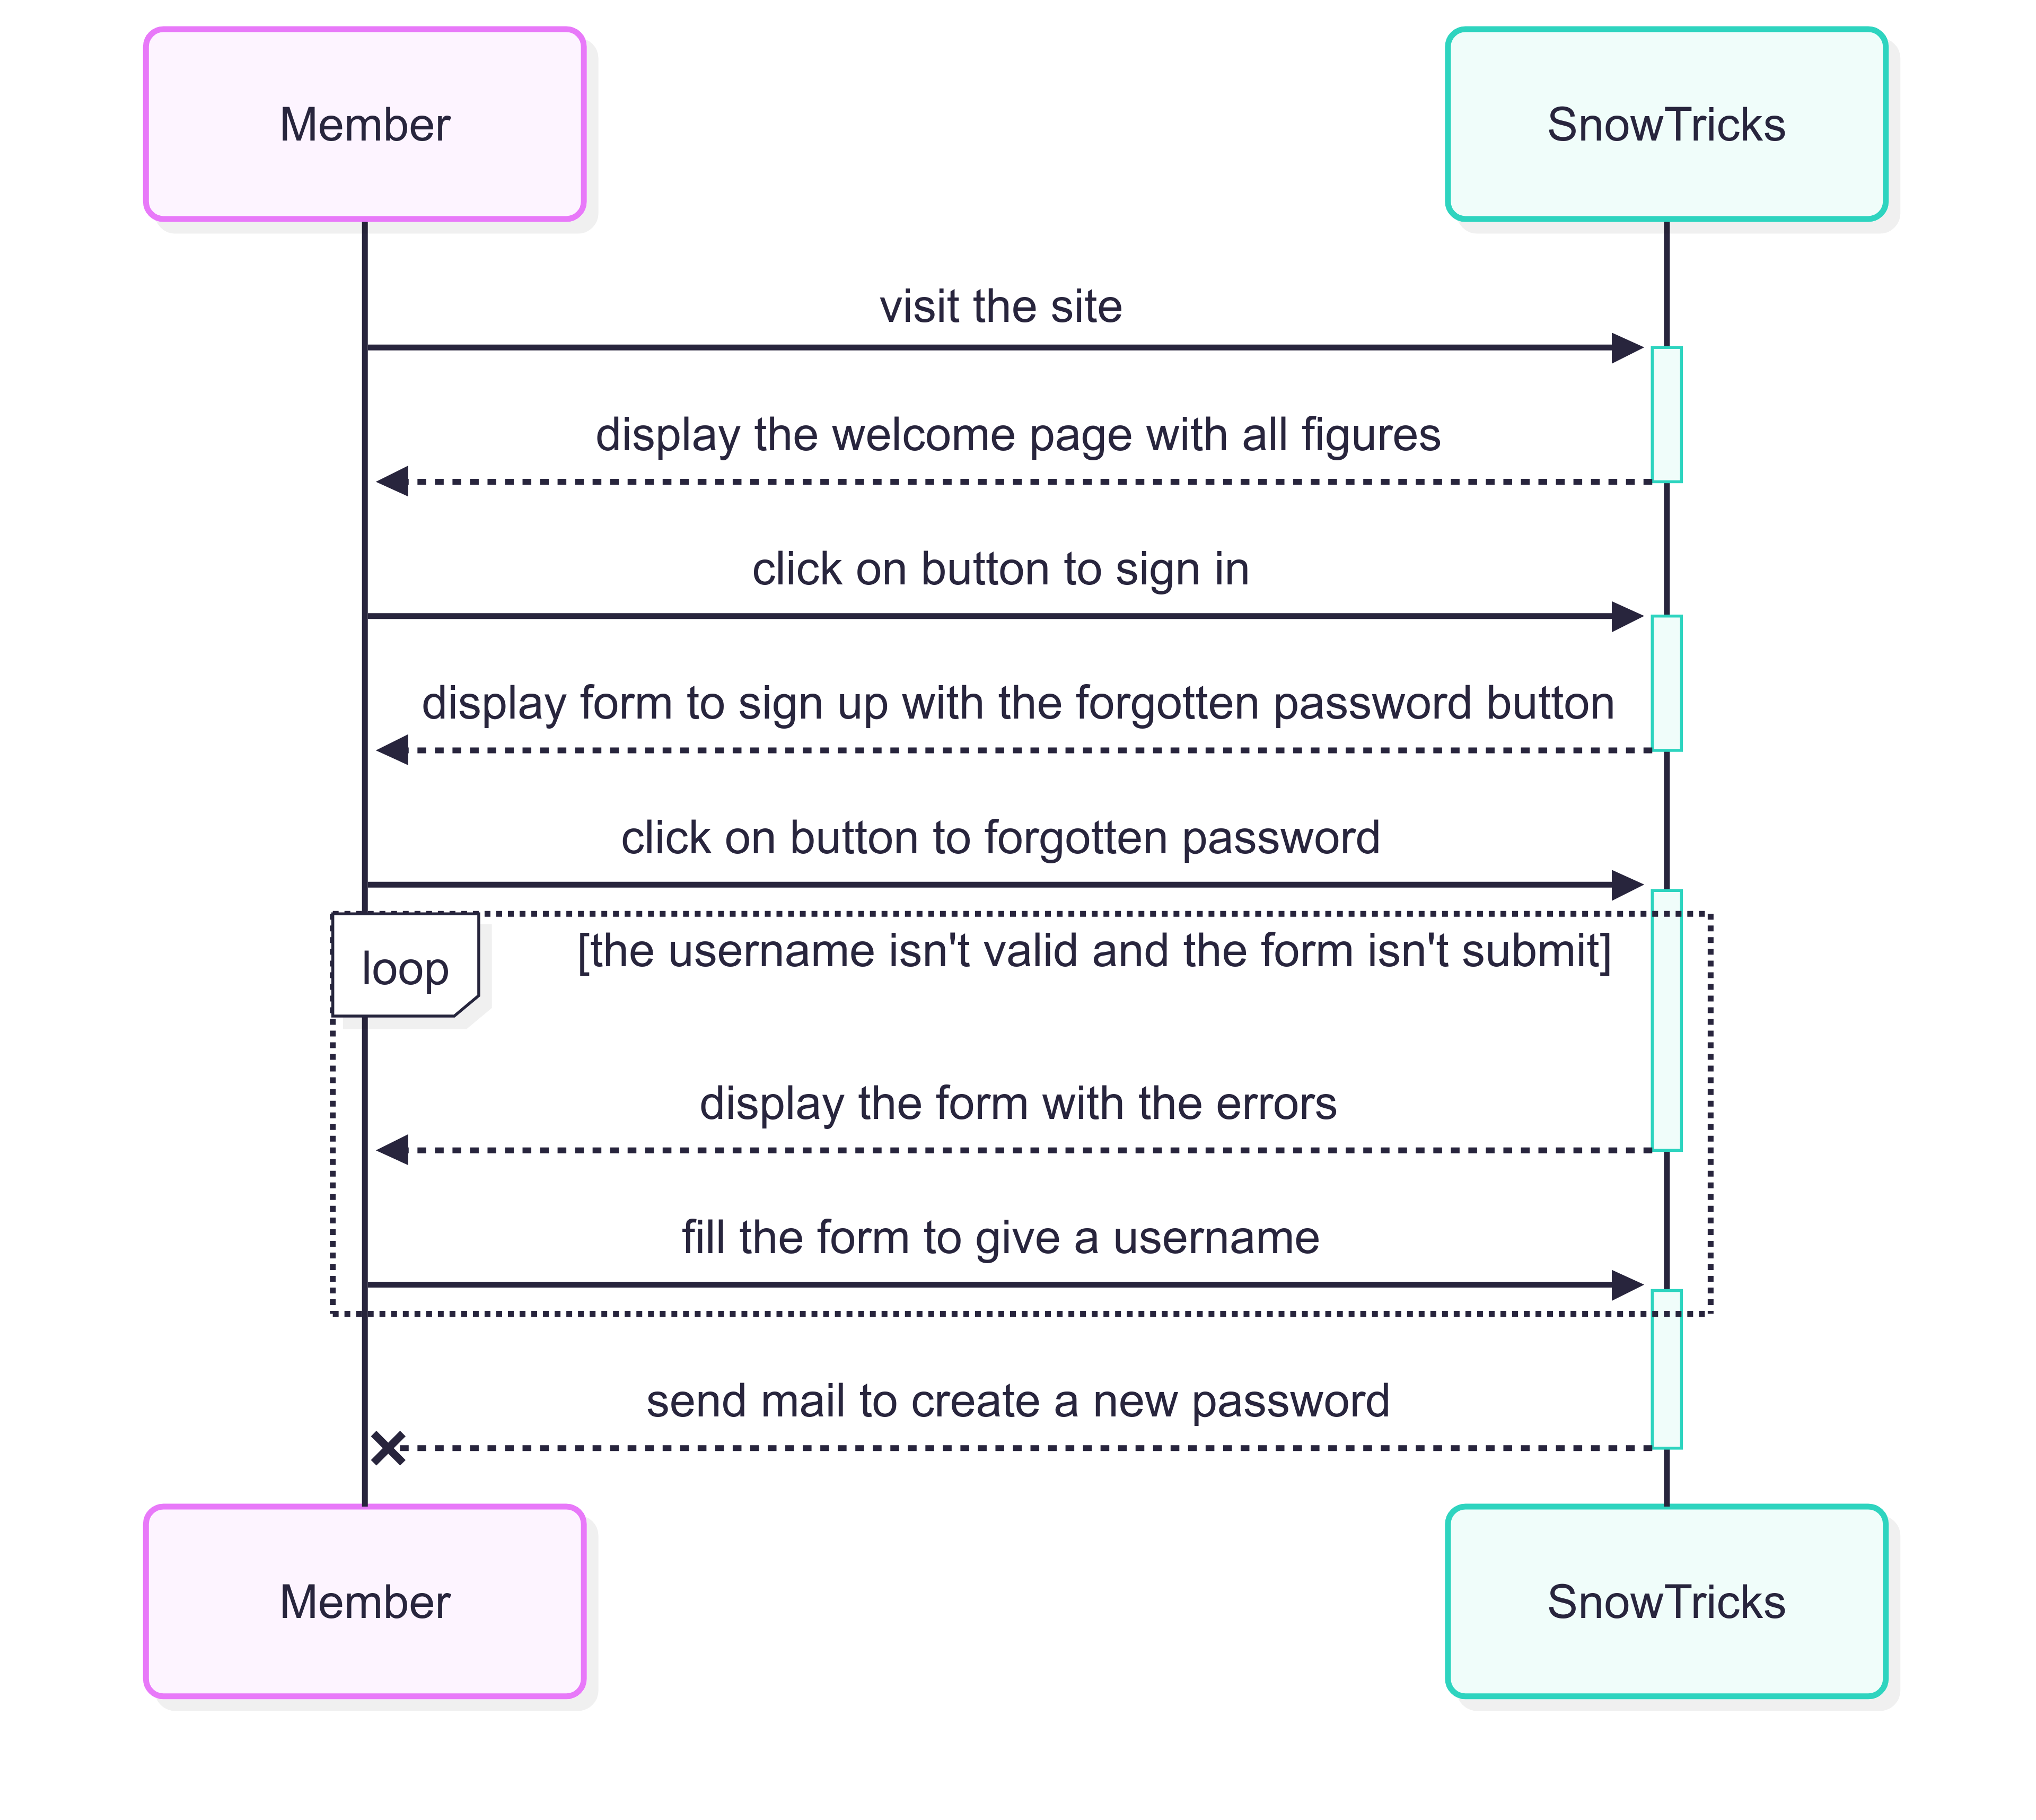 Member
SnowTricks
visit the site
display the welcome page with all figures
click on button to sign in
display form to sign up with the forgotten password button
click on button to forgotten password
loop
[the username isn't valid and the form isn't submit]
display the form with the errors
fill the form to give a username
send mail to create a new password
Member
SnowTricks